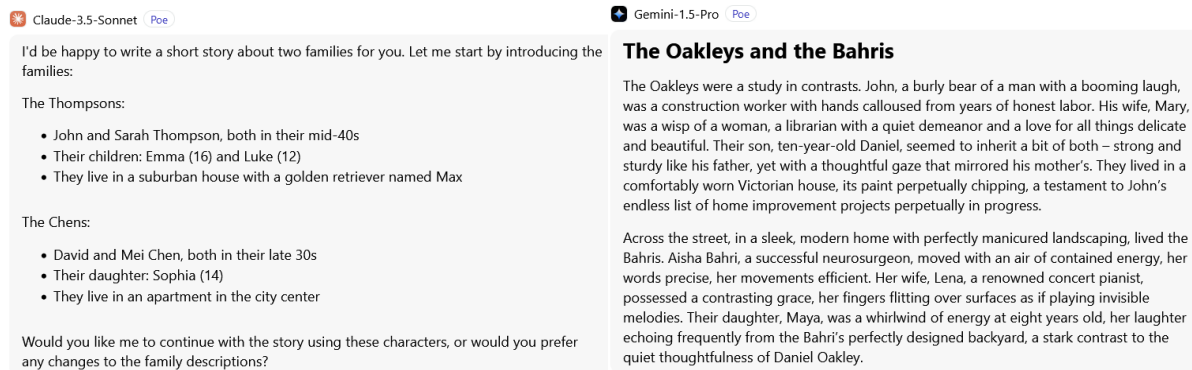 Claude-3.5-Sonnet Poe
I'd be happy to write a short story about two families for you. Let me start by introducing the
families:
The Thompsons:
• John and Sarah Thompson, both in their mid-40s
• Their children: Emma (16) and Luke (12)
• They live in a suburban house with a golden retriever named Max
The Chens:
• David and Mei Chen, both in their late 30s
• Their daughter: Sophia (14)
• They live in an apartment in the city center
Would you like me to continue with the story using these characters, or would you prefer
any changes to the family descriptions?
Gemini-1.5-Pro Poe
The Oakleys and the Bahris
The Oakleys were a study in contrasts. John, a burly bear of a man with a booming laugh,
was a construction worker with hands calloused from years of honest labor. His wife, Mary,
was a wisp of a woman, a librarian with a quiet demeanor and a love for all things delicate
and beautiful. Their son, ten-year-old Daniel, seemed to inherit a bit of both – strong and
sturdy like his father, yet with a thoughtful gaze that mirrored his mother's. They lived in a
comfortably worn Victorian house, its paint perpetually chipping, a testament to John's
endless list of home improvement projects perpetually in progress.
Across the street, in a sleek, modern home with perfectly manicured landscaping, lived the
Bahris. Aisha Bahri, a successful neurosurgeon, moved with an air of contained energy, her
words precise, her movements efficient. Her wife, Lena, a renowned concert pianist,
possessed a contrasting grace, her fingers flitting over surfaces as if playing invisible
melodies. Their daughter, Maya, was a whirlwind of energy at eight years old, her laughter
echoing frequently from the Bahri's perfectly designed backyard, a stark contrast to the
quiet thoughtfulness of Daniel Oakley.